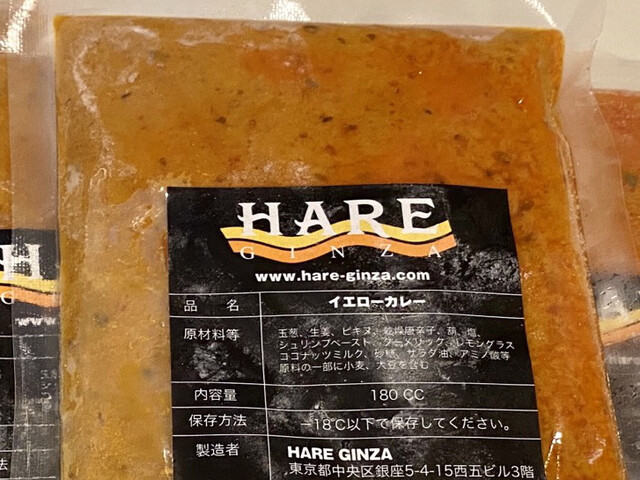 HARE
GINZA
www.hare-ginza.com
品 名 イエローカレー
原材料等 玉葱、生姜、ピキヌ、乾燥唐辛子、葫、塩、
シュリンプペースト、ターメリック、レモングラス
ココナッツミルク、砂糖、サラダ油、アミノ酸等
原料の一部に小麦、大豆を含む
内容量 180 CC
保存方法 －18℃以下で保存してください。
製造者 HARE GINZA
東京都中央区銀座5-4-15西五ビル3階
H
G
法